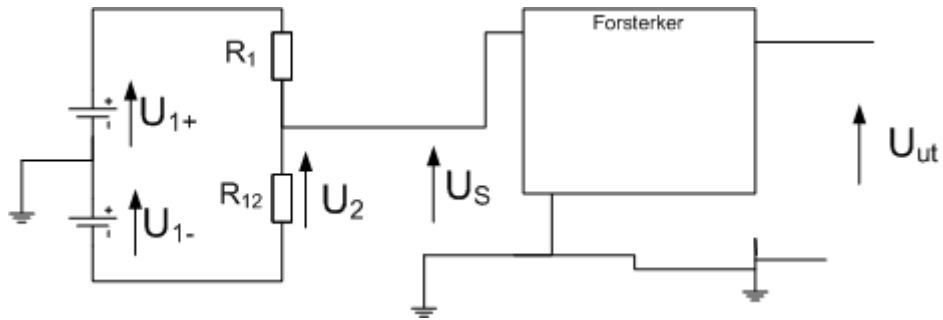 Forsterker
R1
+
-
U1+
Uut
R12
U2
US
+
-
U1-